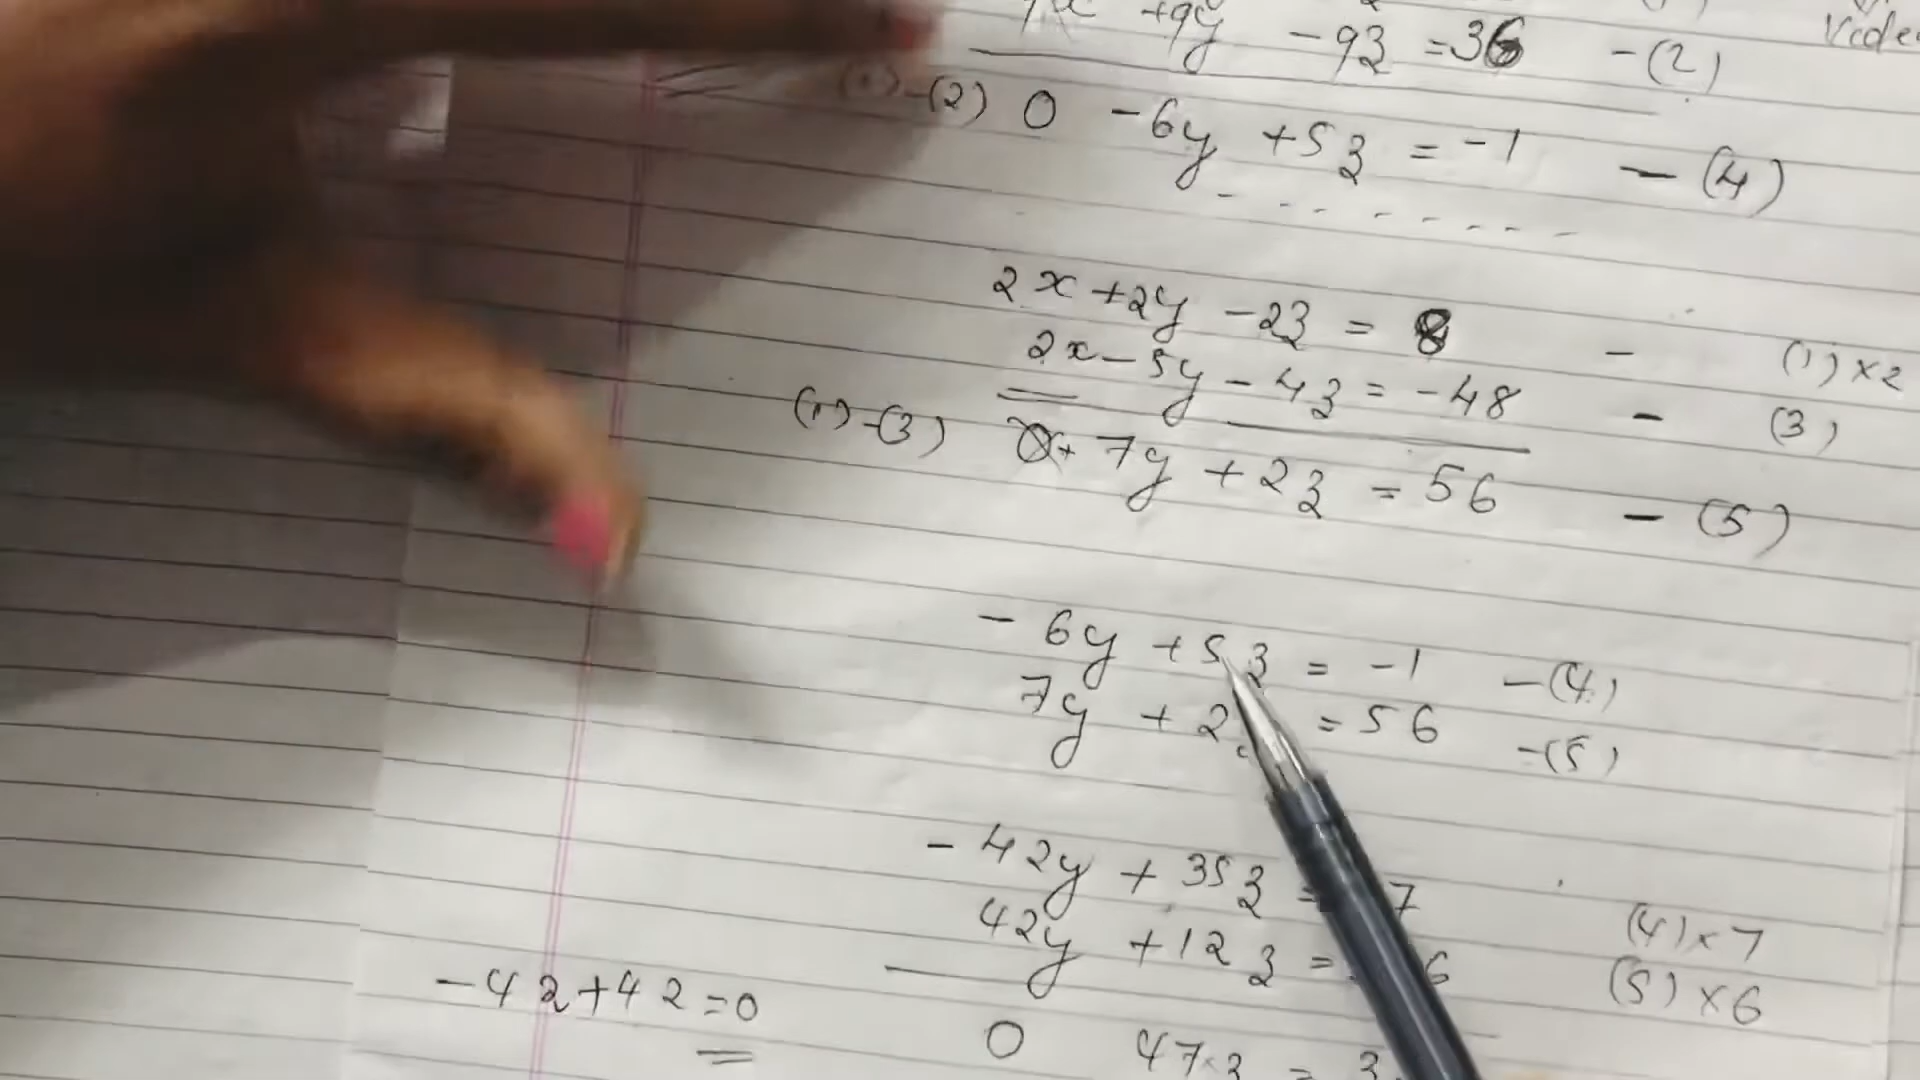 +9y -9z = 36 -(2)
(1)-(2) 0 -6y +5z = -1 - (4)
2x +2y -2z = 8 - (1)×2
2x -5y -4z = -48 - (3)
(1)-(3) 0+ 7y +2z = 56 - (5)
-6y +5z = -1 -(4)
7y +2 = 56 -(5)
-42y +35z = 7 (4)×7
42y +12z = 6 (5)×6
-42+42=0
0 47z = 3